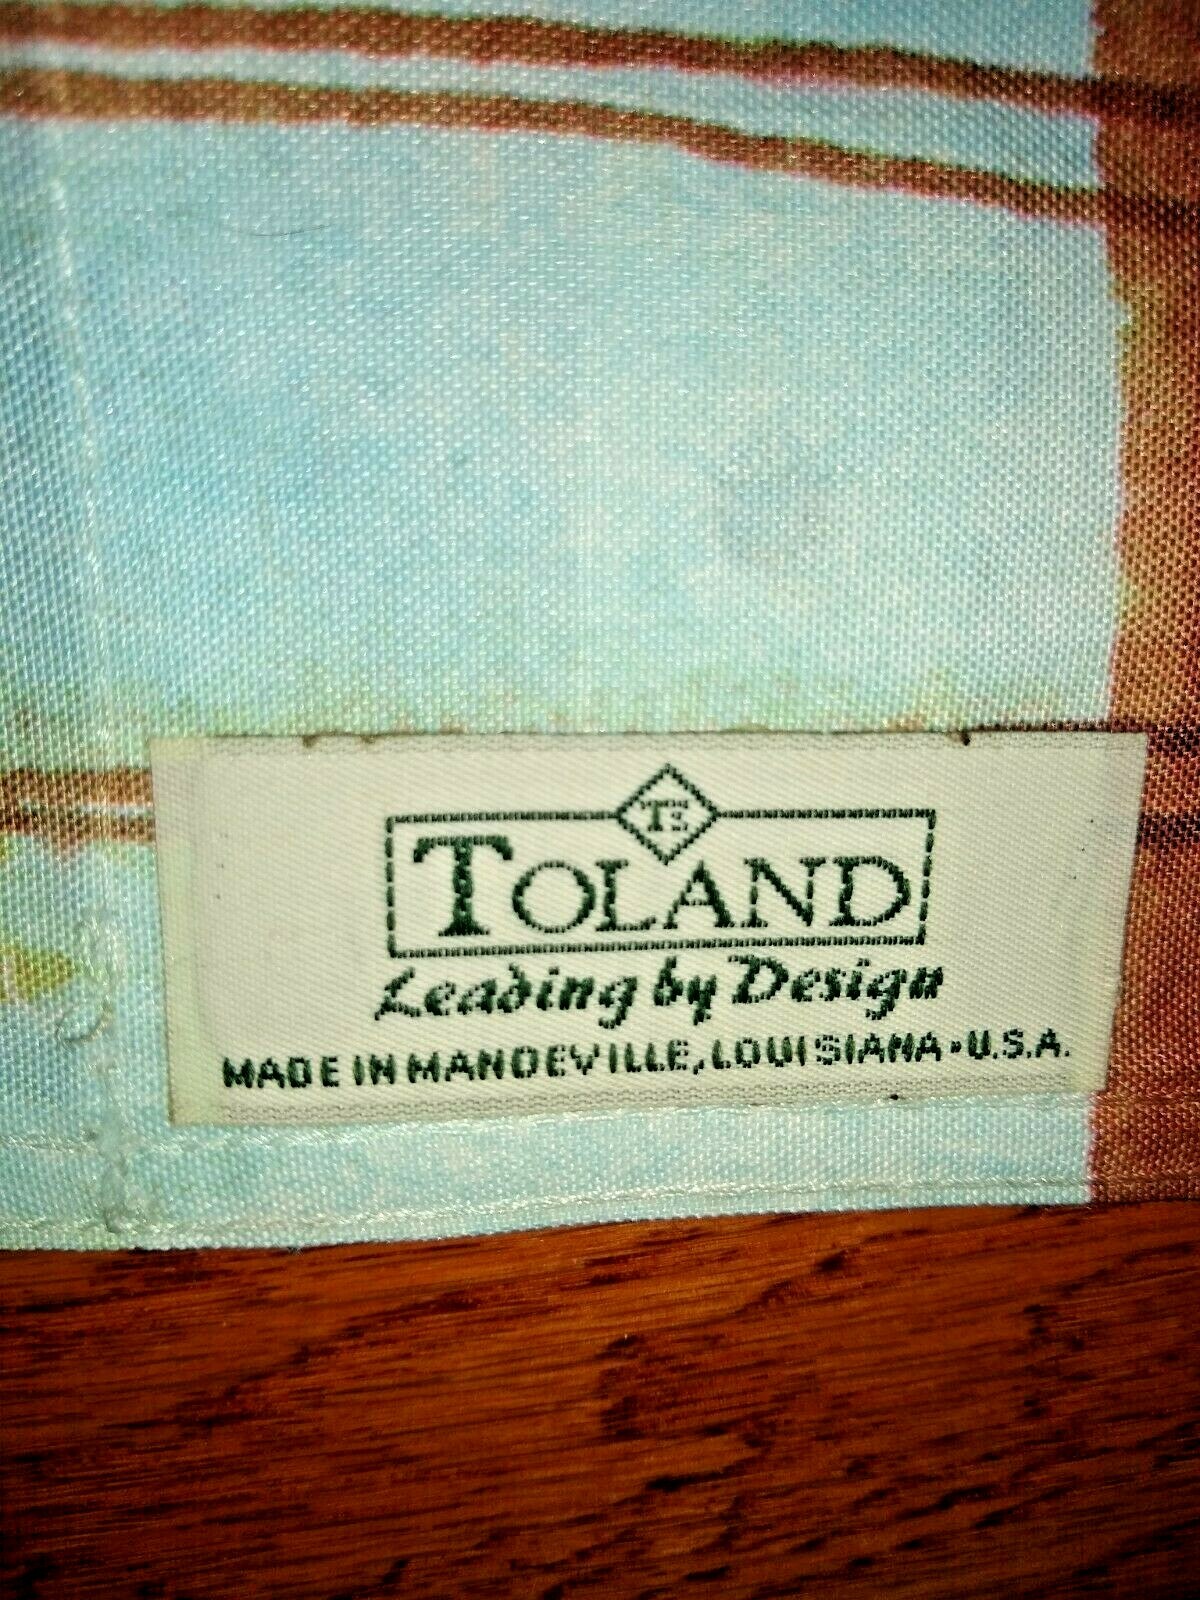 TE
TOLAND
Leading by Design
MADE IN MANDEVILLE, LOUISIANA • U.S.A.